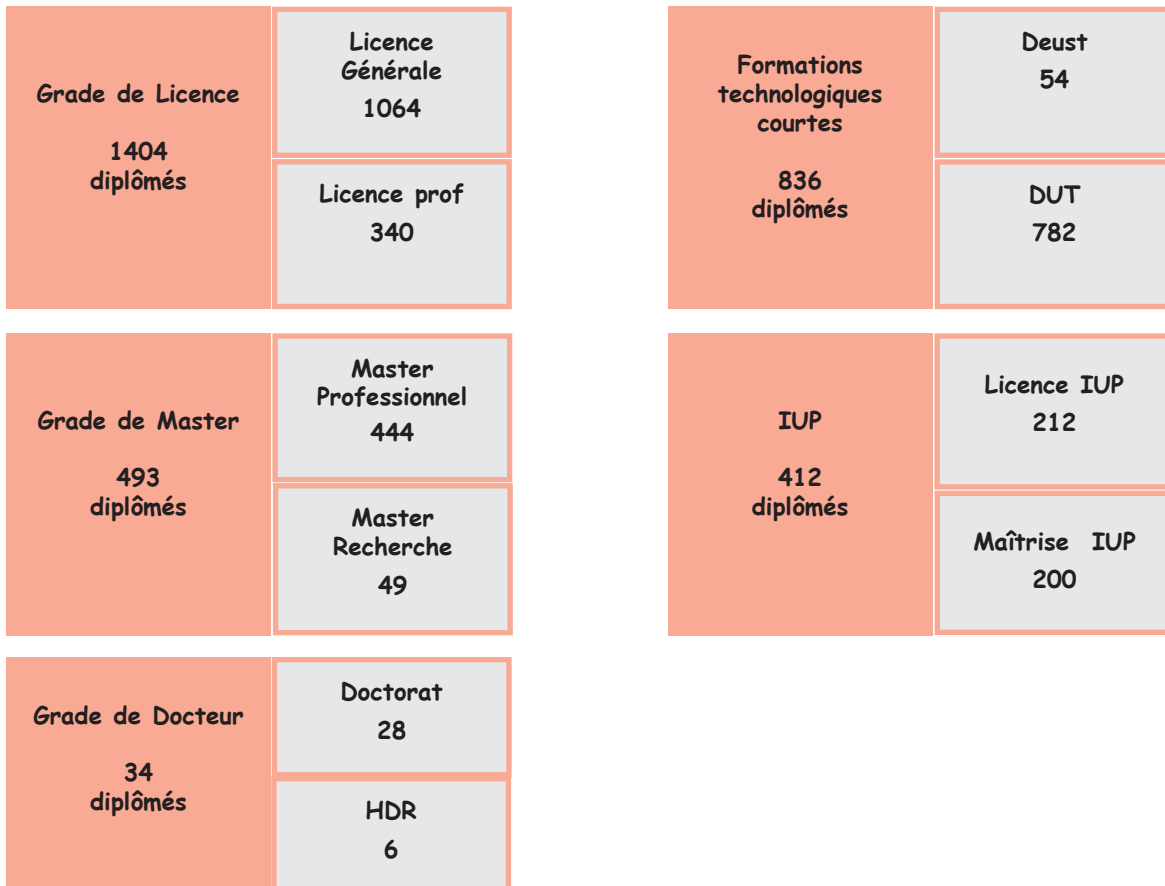 Grade de Licence
1404
diplômés
Licence
Générale
1064
Licence prof
340
Formations
technologiques
courtes
836
diplômés
Deust
54
DUT
782
Grade de Master
493
diplômés
Master
Professionnel
444
Master
Recherche
49
IUP
412
diplômés
Licence IUP
212
Maîtrise IUP
200
Grade de Docteur
34
diplômés
Doctorat
28
HDR
6